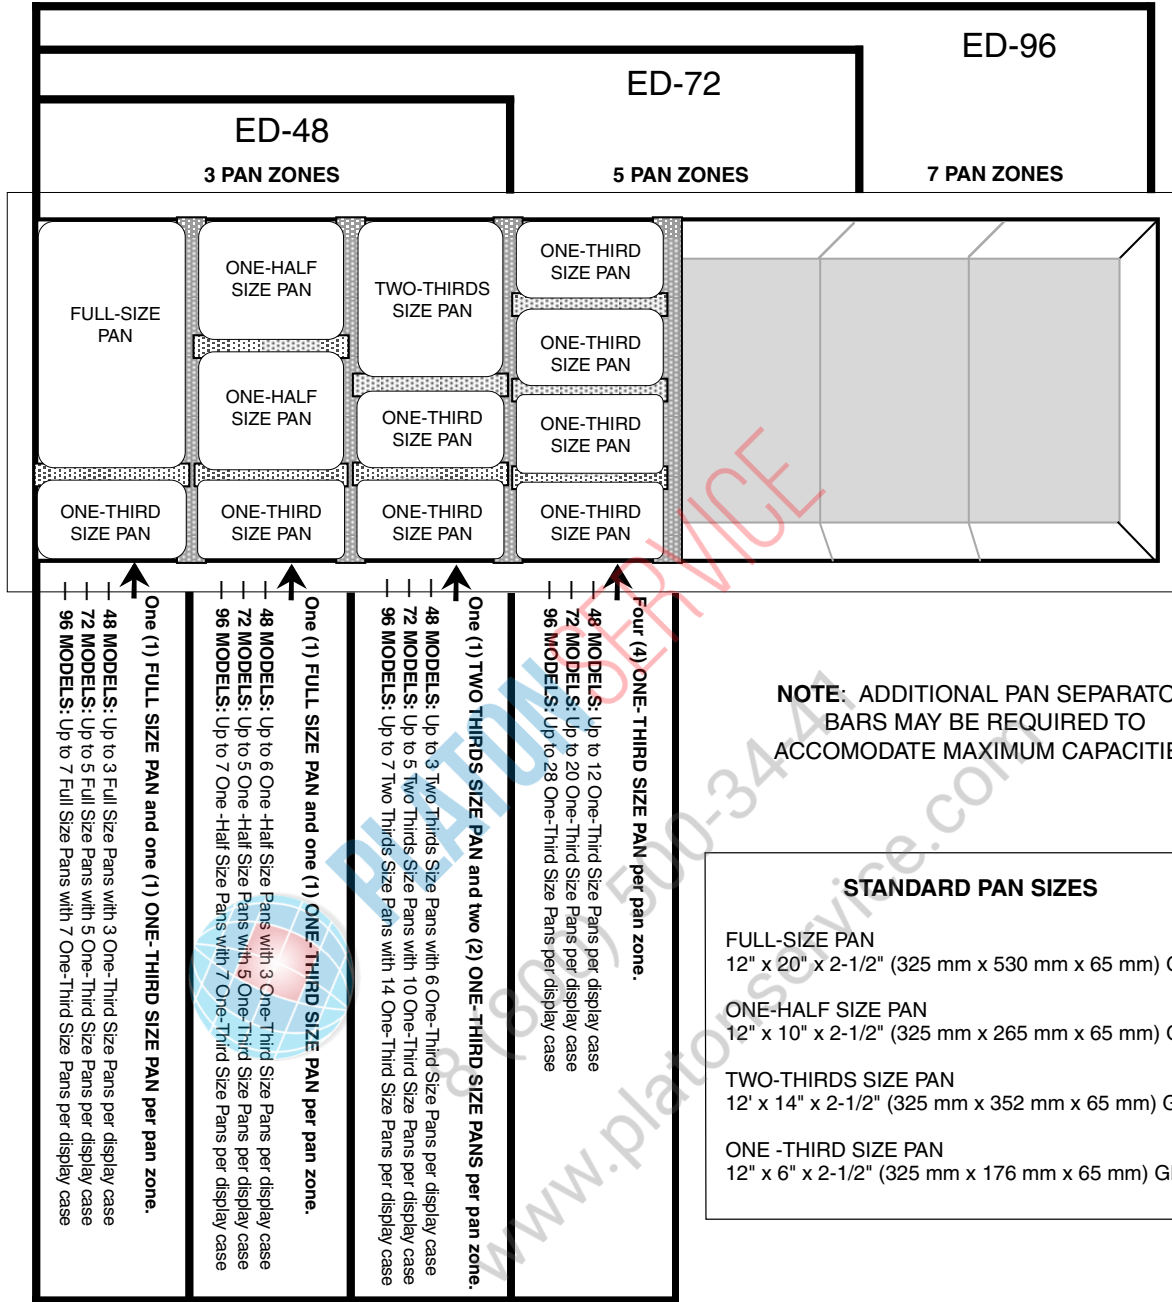 ED-96
ED-72
ED-48
3 PAN ZONES
5 PAN ZONES
7 PAN ZONES
FULL-SIZE
PAN
ONE-THIRD
SIZE PAN
ONE-HALF
SIZE PAN
ONE-HALF
SIZE PAN
ONE-THIRD
SIZE PAN
TWO-THIRDS
SIZE PAN
ONE-THIRD
SIZE PAN
ONE-THIRD
SIZE PAN
ONE-THIRD
SIZE PAN
ONE-THIRD
SIZE PAN
ONE-THIRD
SIZE PAN
ONE-THIRD
SIZE PAN
One (1) FULL SIZE PAN and one (1) ONE- THIRD SIZE PAN per pan zone.
— 48 MODELS: Up to 3 Full Size Pans with 3 One-Third Size Pans per display case
— 72 MODELS: Up to 5 Full Size Pans with 5 One-Third Size Pans per display case
— 96 MODELS: Up to 7 Full Size Pans with 7 One-Third Size Pans per display case
One (1) FULL SIZE PAN and one (1) ONE- THIRD SIZE PAN per pan zone.
— 48 MODELS: Up to 6 One -Half Size Pans with 3 One-Third Size Pans per display case
— 72 MODELS: Up to 5 One -Half Size Pans with 5 One-Third Size Pans per display case
— 96 MODELS: Up to 7 One -Half Size Pans with 7 One-Third Size Pans per display case
One (1) TWO THIRDS SIZE PAN and two (2) ONE- THIRD SIZE PANS per pan zone.
— 48 MODELS: Up to 3 Two Thirds Size Pans with 6 One-Third Size Pans per display case
— 72 MODELS: Up to 5 Two Thirds Size Pans with 10 One-Third Size Pans per display case
— 96 MODELS: Up to 7 Two Thirds Size Pans with 14 One-Third Size Pans per display case
Four (4) ONE- THIRD SIZE PAN per pan zone.
— 48 MODELS: Up to 12 One-Third Size Pans per display case
— 72 MODELS: Up to 20 One-Third Size Pans per display case
— 96 MODELS: Up to 28 One-Third Size Pans per display case
NOTE: ADDITIONAL PAN SEPARATO
BARS MAY BE REQUIRED TO
ACCOMODATE MAXIMUM CAPACITIE
STANDARD PAN SIZES
FULL-SIZE PAN
12" x 20" x 2-1/2" (325 mm x 530 mm x 65 mm) G
ONE-HALF SIZE PAN
12" x 10" x 2-1/2" (325 mm x 265 mm x 65 mm) G
TWO-THIRDS SIZE PAN
12' x 14" x 2-1/2" (325 mm x 352 mm x 65 mm) G
ONE -THIRD SIZE PAN
12" x 6" x 2-1/2" (325 mm x 176 mm x 65 mm) G
PLATONSERVICE
8 (800) 500-34-41
www.platonservice.com